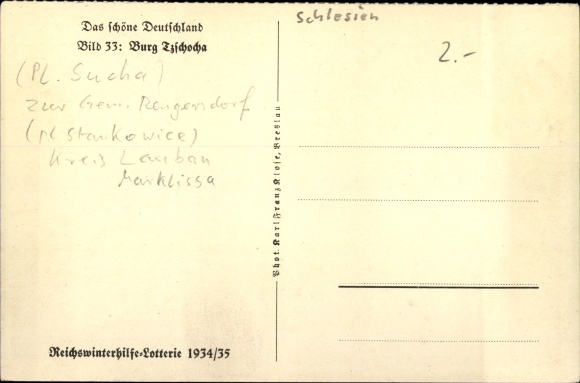 Das schöne Deutschland
Bild 33: Burg Tzschocha
(Pl. Sucha)
zur Gem. Rengersdorf
(pl Stankowice)
Kreis Lauban
Marklissa
Schlesien
2.-
Phot. Karl Franz Klose, Breslau
Reichswinterhilfe-Lotterie 1934/35